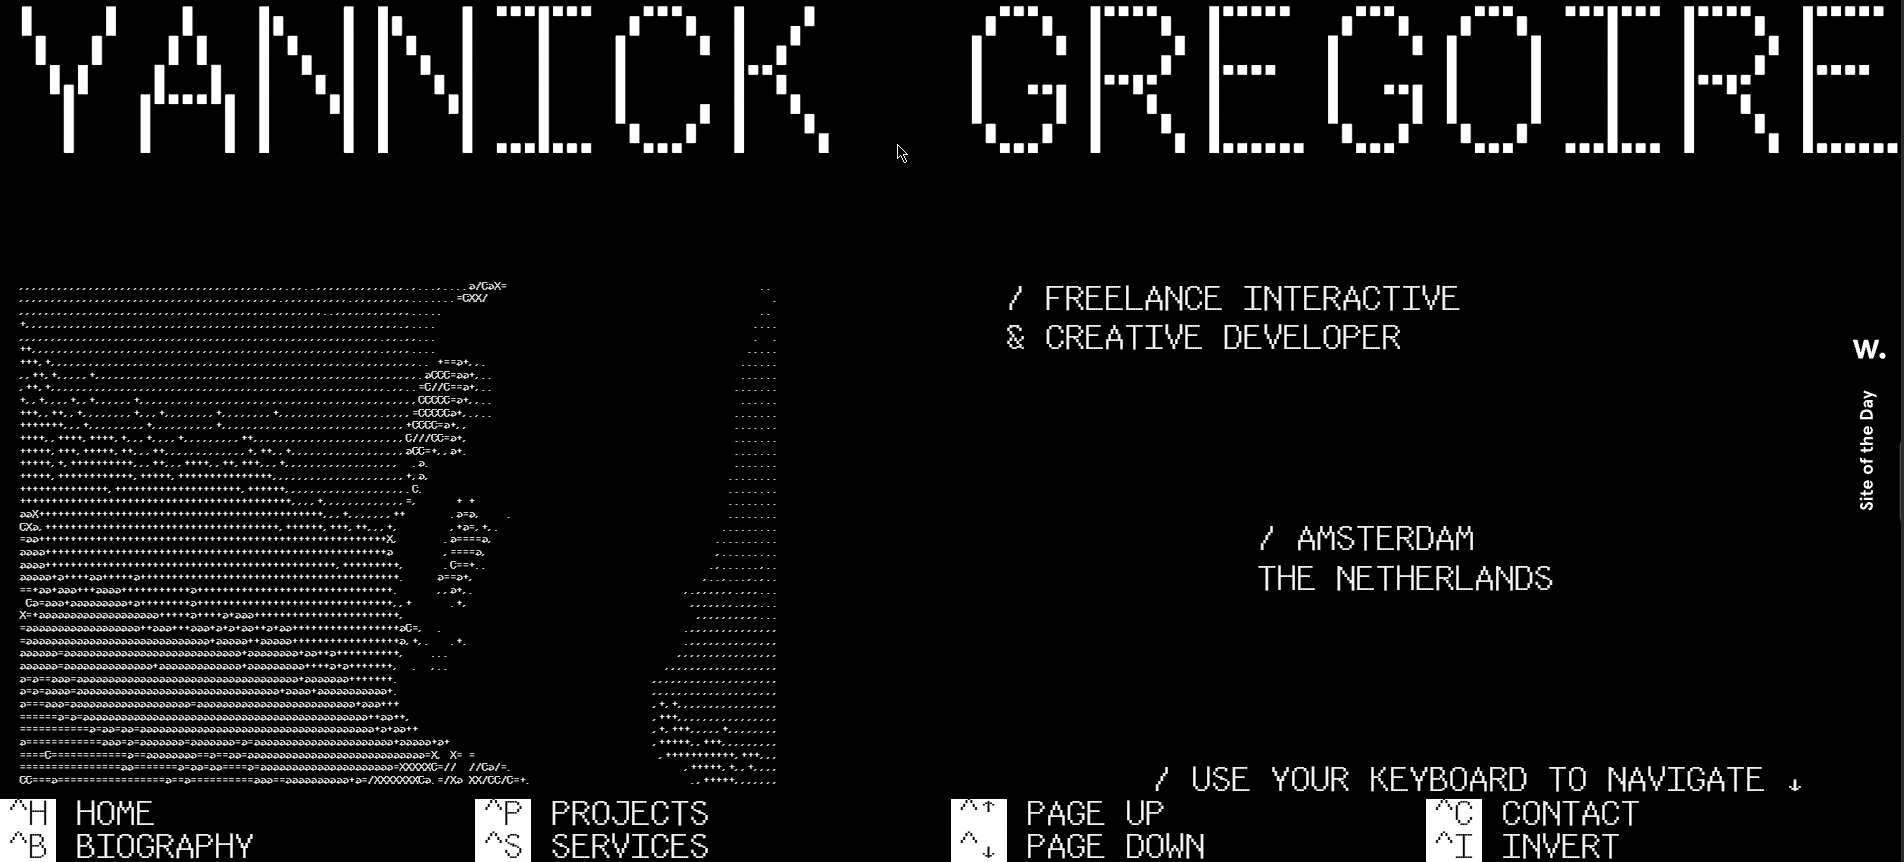 YANNICK GREGOIRE
/ FREELANCE INTERACTIVE
& CREATIVE DEVELOPER
W.
Site of the Day
/ AMSTERDAM
THE NETHERLANDS
/ USE YOUR KEYBOARD TO NAVIGATE ↓
^H HOME
^P PROJECTS
^↑ PAGE UP
^C CONTACT
^B BIOGRAPHY
^S SERVICES
^↓ PAGE DOWN
^I INVERT